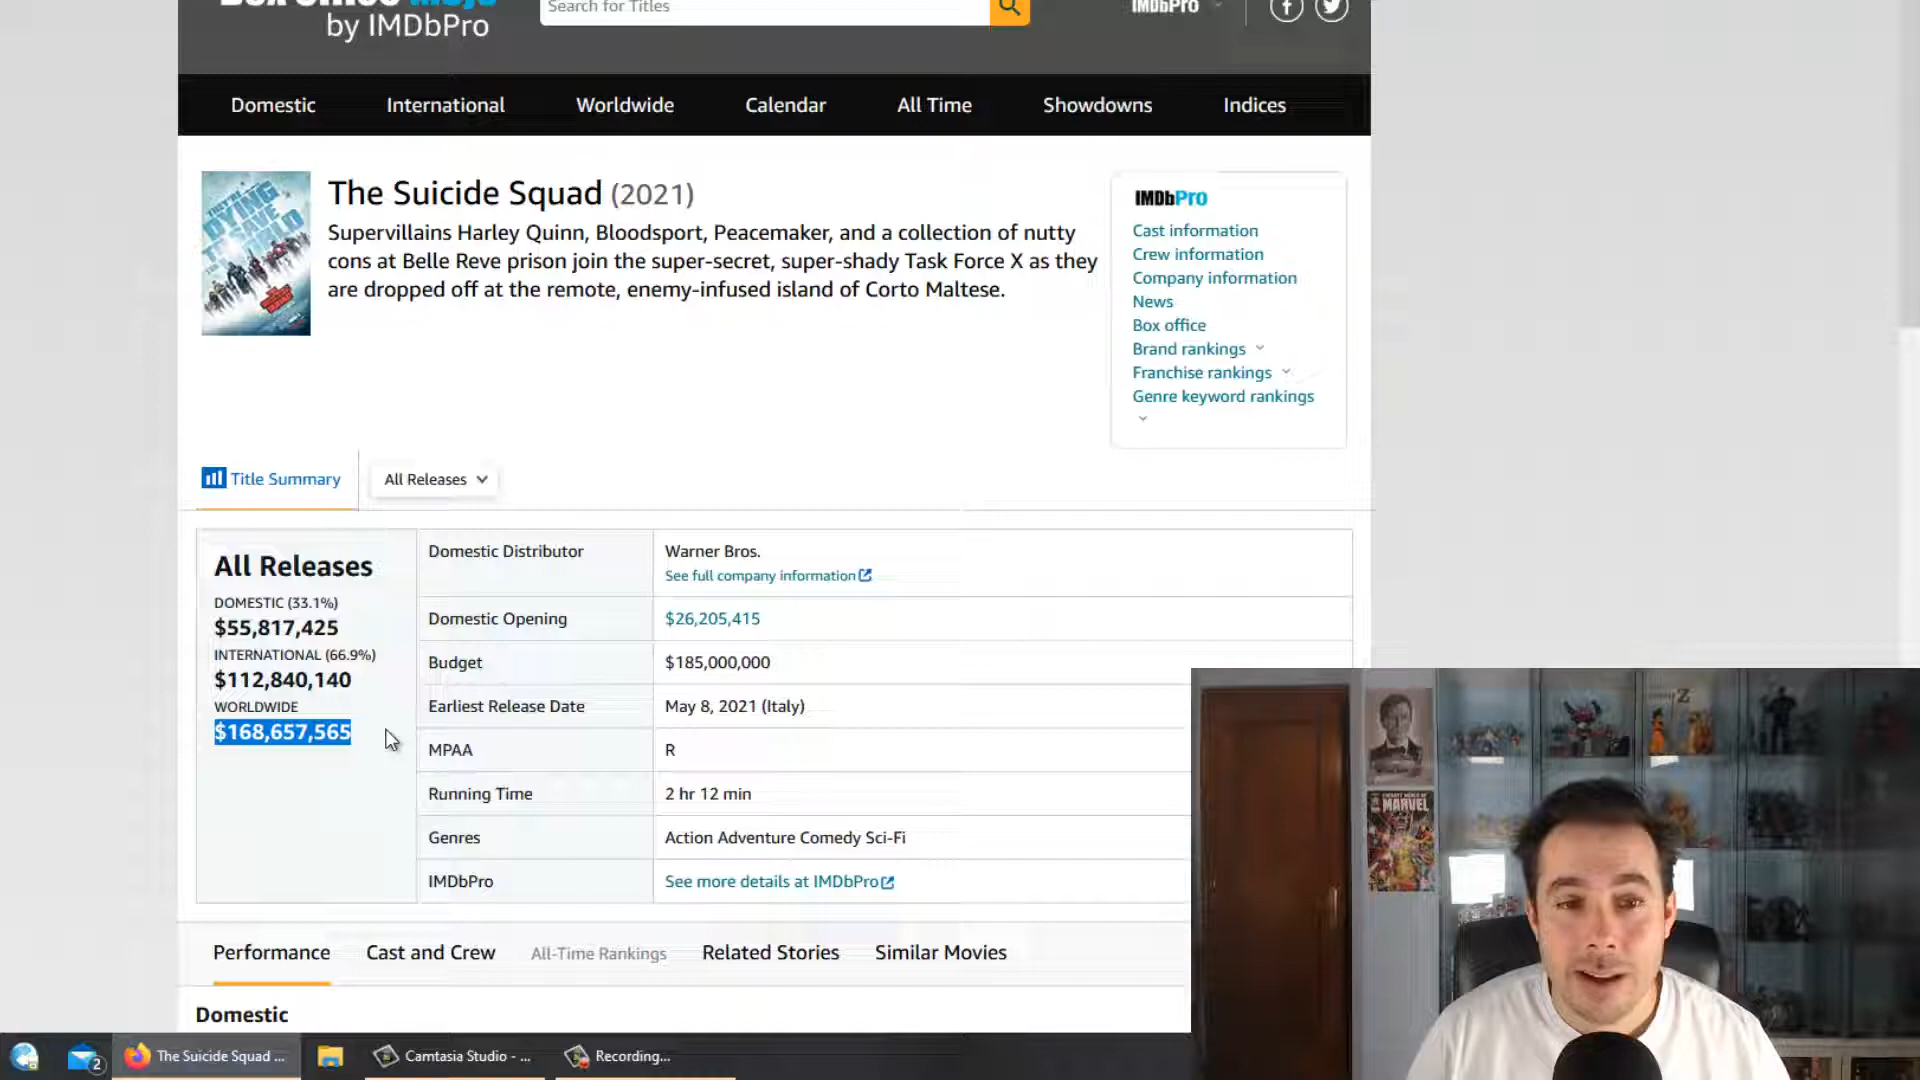 Box Office Mojo
by IMDbPro
Search for Titles
IMDbPro
Domestic
International
Worldwide
Calendar
All Time
Showdowns
Indices
The Suicide Squad (2021)
Supervillains Harley Quinn, Bloodsport, Peacemaker, and a collection of nutty
cons at Belle Reve prison join the super-secret, super-shady Task Force X as they
are dropped off at the remote, enemy-infused island of Corto Maltese.
IMDbPro
Cast information
Crew information
Company information
News
Box office
Brand rankings
Franchise rankings
Genre keyword rankings
Title Summary
All Releases
All Releases
DOMESTIC (33.1%)
$55,817,425
INTERNATIONAL (66.9%)
$112,840,140
WORLDWIDE
$168,657,565
Domestic Distributor
Warner Bros.
See full company information
Domestic Opening
$26,205,415
Budget
$185,000,000
Earliest Release Date
May 8, 2021 (Italy)
MPAA
R
Running Time
2 hr 12 min
Genres
Action Adventure Comedy Sci-Fi
IMDbPro
See more details at IMDbPro
Performance
Cast and Crew
All-Time Rankings
Related Stories
Similar Movies
Domestic
MARVEL
2
The Suicide Squad ...
Camtasia Studio - ...
Recording...